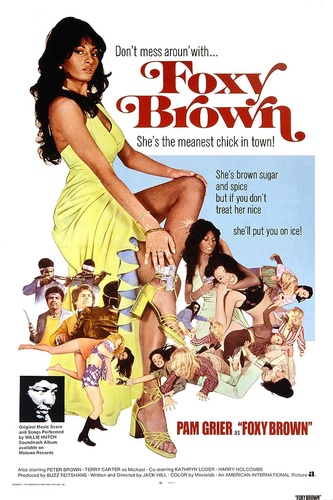 Don't mess aroun' with...
Foxy
Brown
She's the meanest chick in town!
She's brown sugar
and spice
but if you don't
treat her nice
she'll put you on ice!
PAM GRIER as "FOXY BROWN"
Original Music Score
and Songs Performed
by WILLIE HUTCH
Soundtrack Album
available on
Motown Records
Also starring PETER BROWN · TERRY CARTER as Michael · Co-starring KATHRYN LODER · HARRY HOLCOMBE
Produced by BUZZ FEITSHANS · Written and Directed by JACK HILL · COLOR by Movielab · An AMERICAN INTERNATIONAL Picture
"FOXY BROWN"